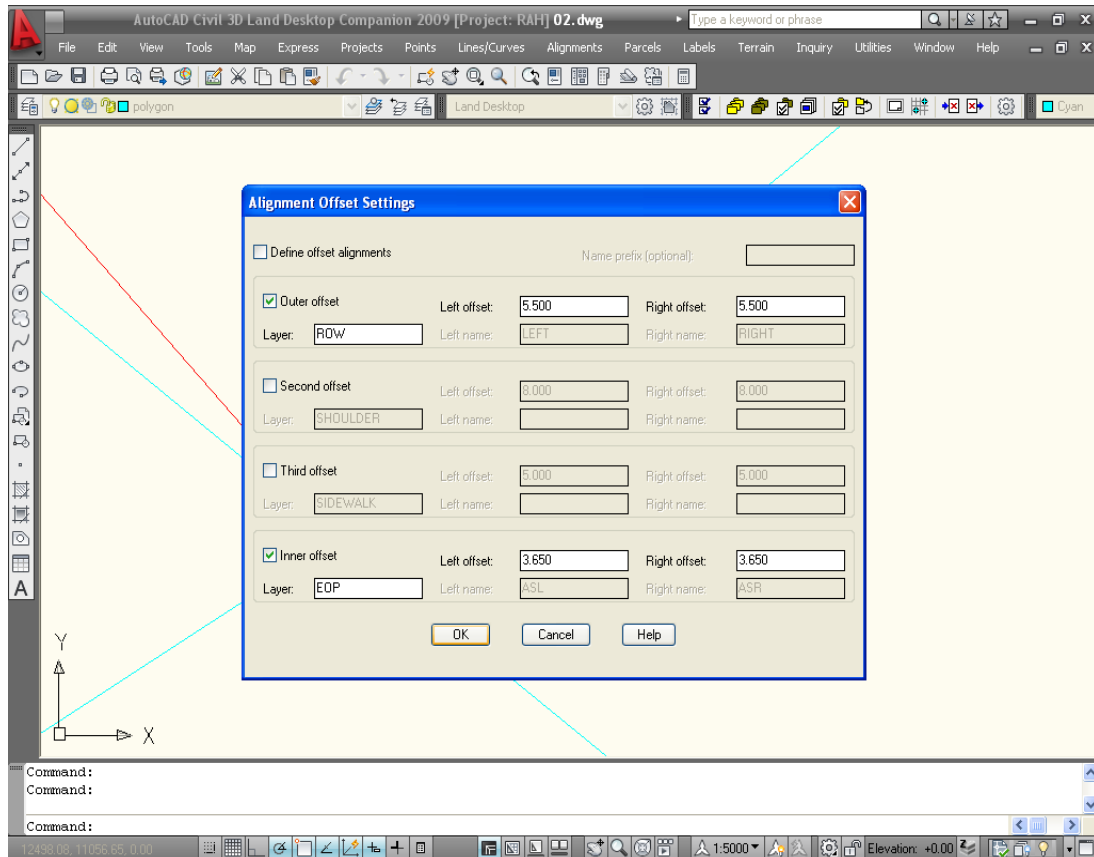 AutoCAD Civil 3D Land Desktop Companion 2009 [Project: RAH] 02.dwg Type a keyword or phrase
File Edit View Tools Map Express Projects Points Lines/Curves Alignments Parcels Labels Terrain Inquiry Utilities Window Help
polygon Land Desktop Cyan
Alignment Offset Settings
Define offset alignments Name prefix (optional):
Outer offset Left offset: 5.500 Right offset: 5.500
Layer: ROW Left name: LEFT Right name: RIGHT
Second offset Left offset: 8.000 Right offset: 8.000
Layer: SHOULDER Left name: Right name:
Third offset Left offset: 5.000 Right offset: 5.000
Layer: SIDEWALK Left name: Right name:
Inner offset Left offset: 3.650 Right offset: 3.650
Layer: EOP Left name: ASL Right name: ASR
OK Cancel Help
A
Y
X
Command:
Command:
Command:
12498.08, 11056.65, 0.00 1:5000 Elevation: +0.00